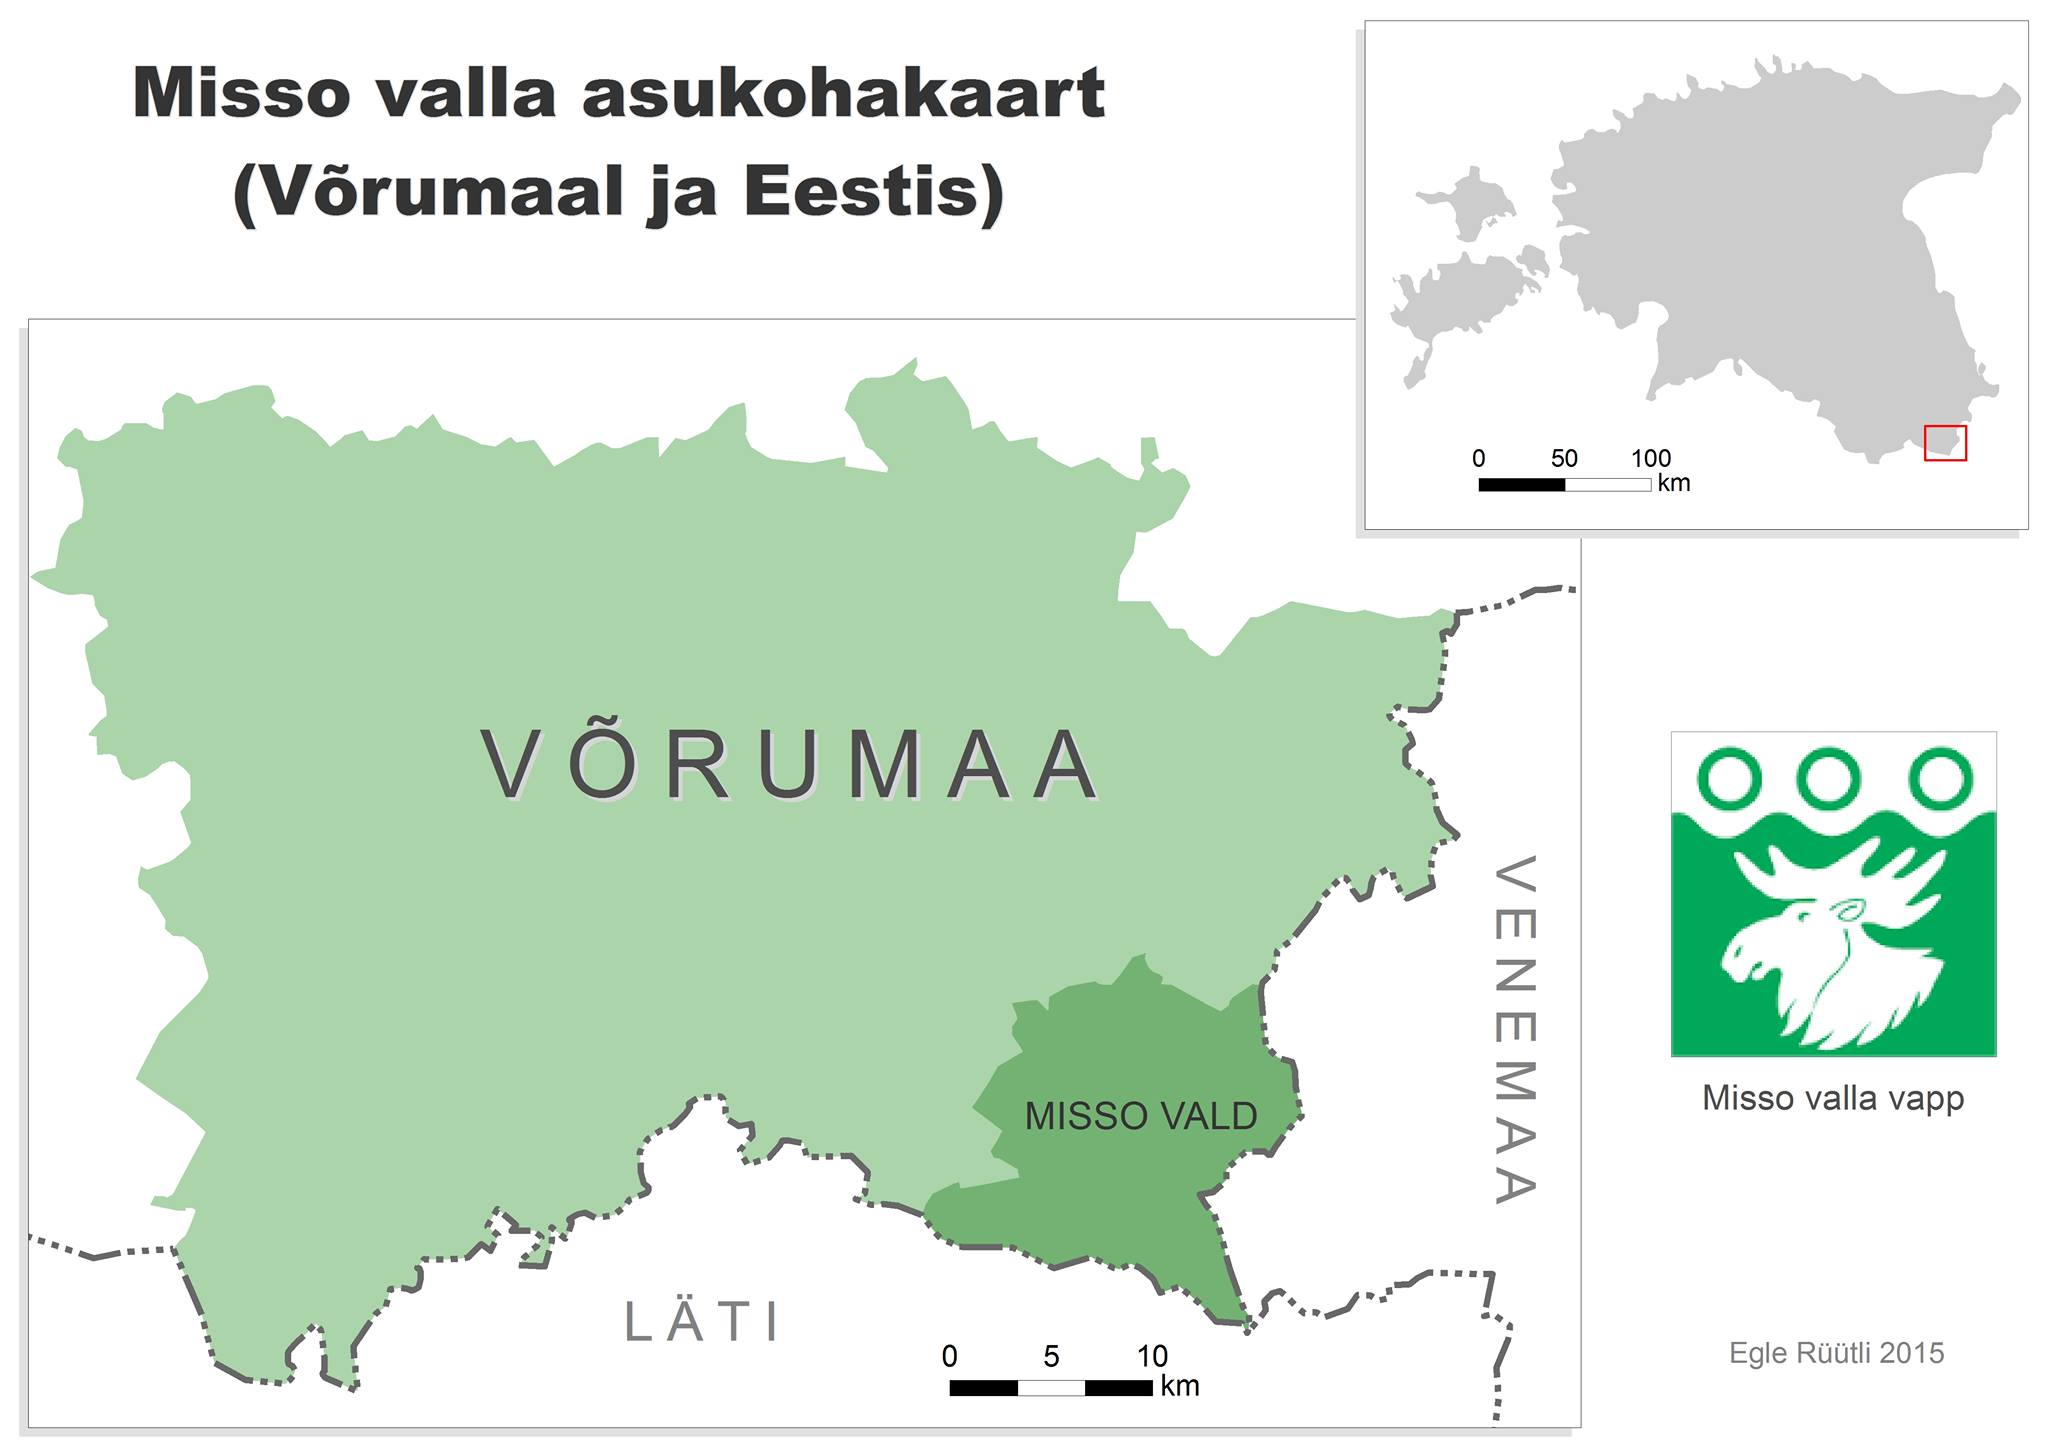 Misso valla asukohakaart
(Võrumaal ja Eestis)
0 50 100
km
VÕRUMAA
VENEMAA
MISSO VALD
Misso valla vapp
LÄTI
0 5 10
km
Egle Rüütli 2015